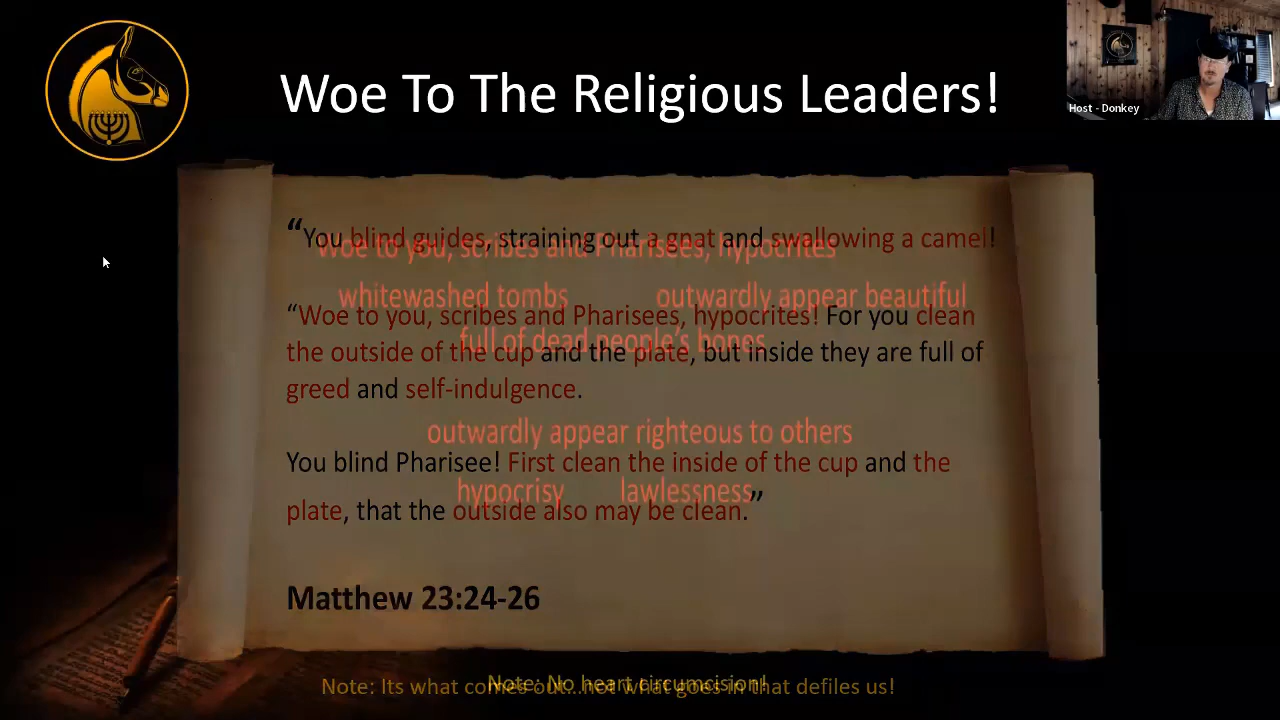 Woe To The Religious Leaders!
Host - Donkey
“You blind guides, straining out a gnat and swallowing a camel!
Woe to you, scribes and Pharisees, hypocrites
whitewashed tombs outwardly appear beautiful
“Woe to you, scribes and Pharisees, hypocrites! For you clean
full of dead people’s bones
the outside of the cup and the plate, but inside they are full of
greed and self-indulgence.
outwardly appear righteous to others
You blind Pharisee! First clean the inside of the cup and the
hypocrisy lawlessness
plate, that the outside also may be clean.”
Matthew 23:24-26
Note: No heart circumcision!
Note: Its what comes out...not what goes in that defiles us!